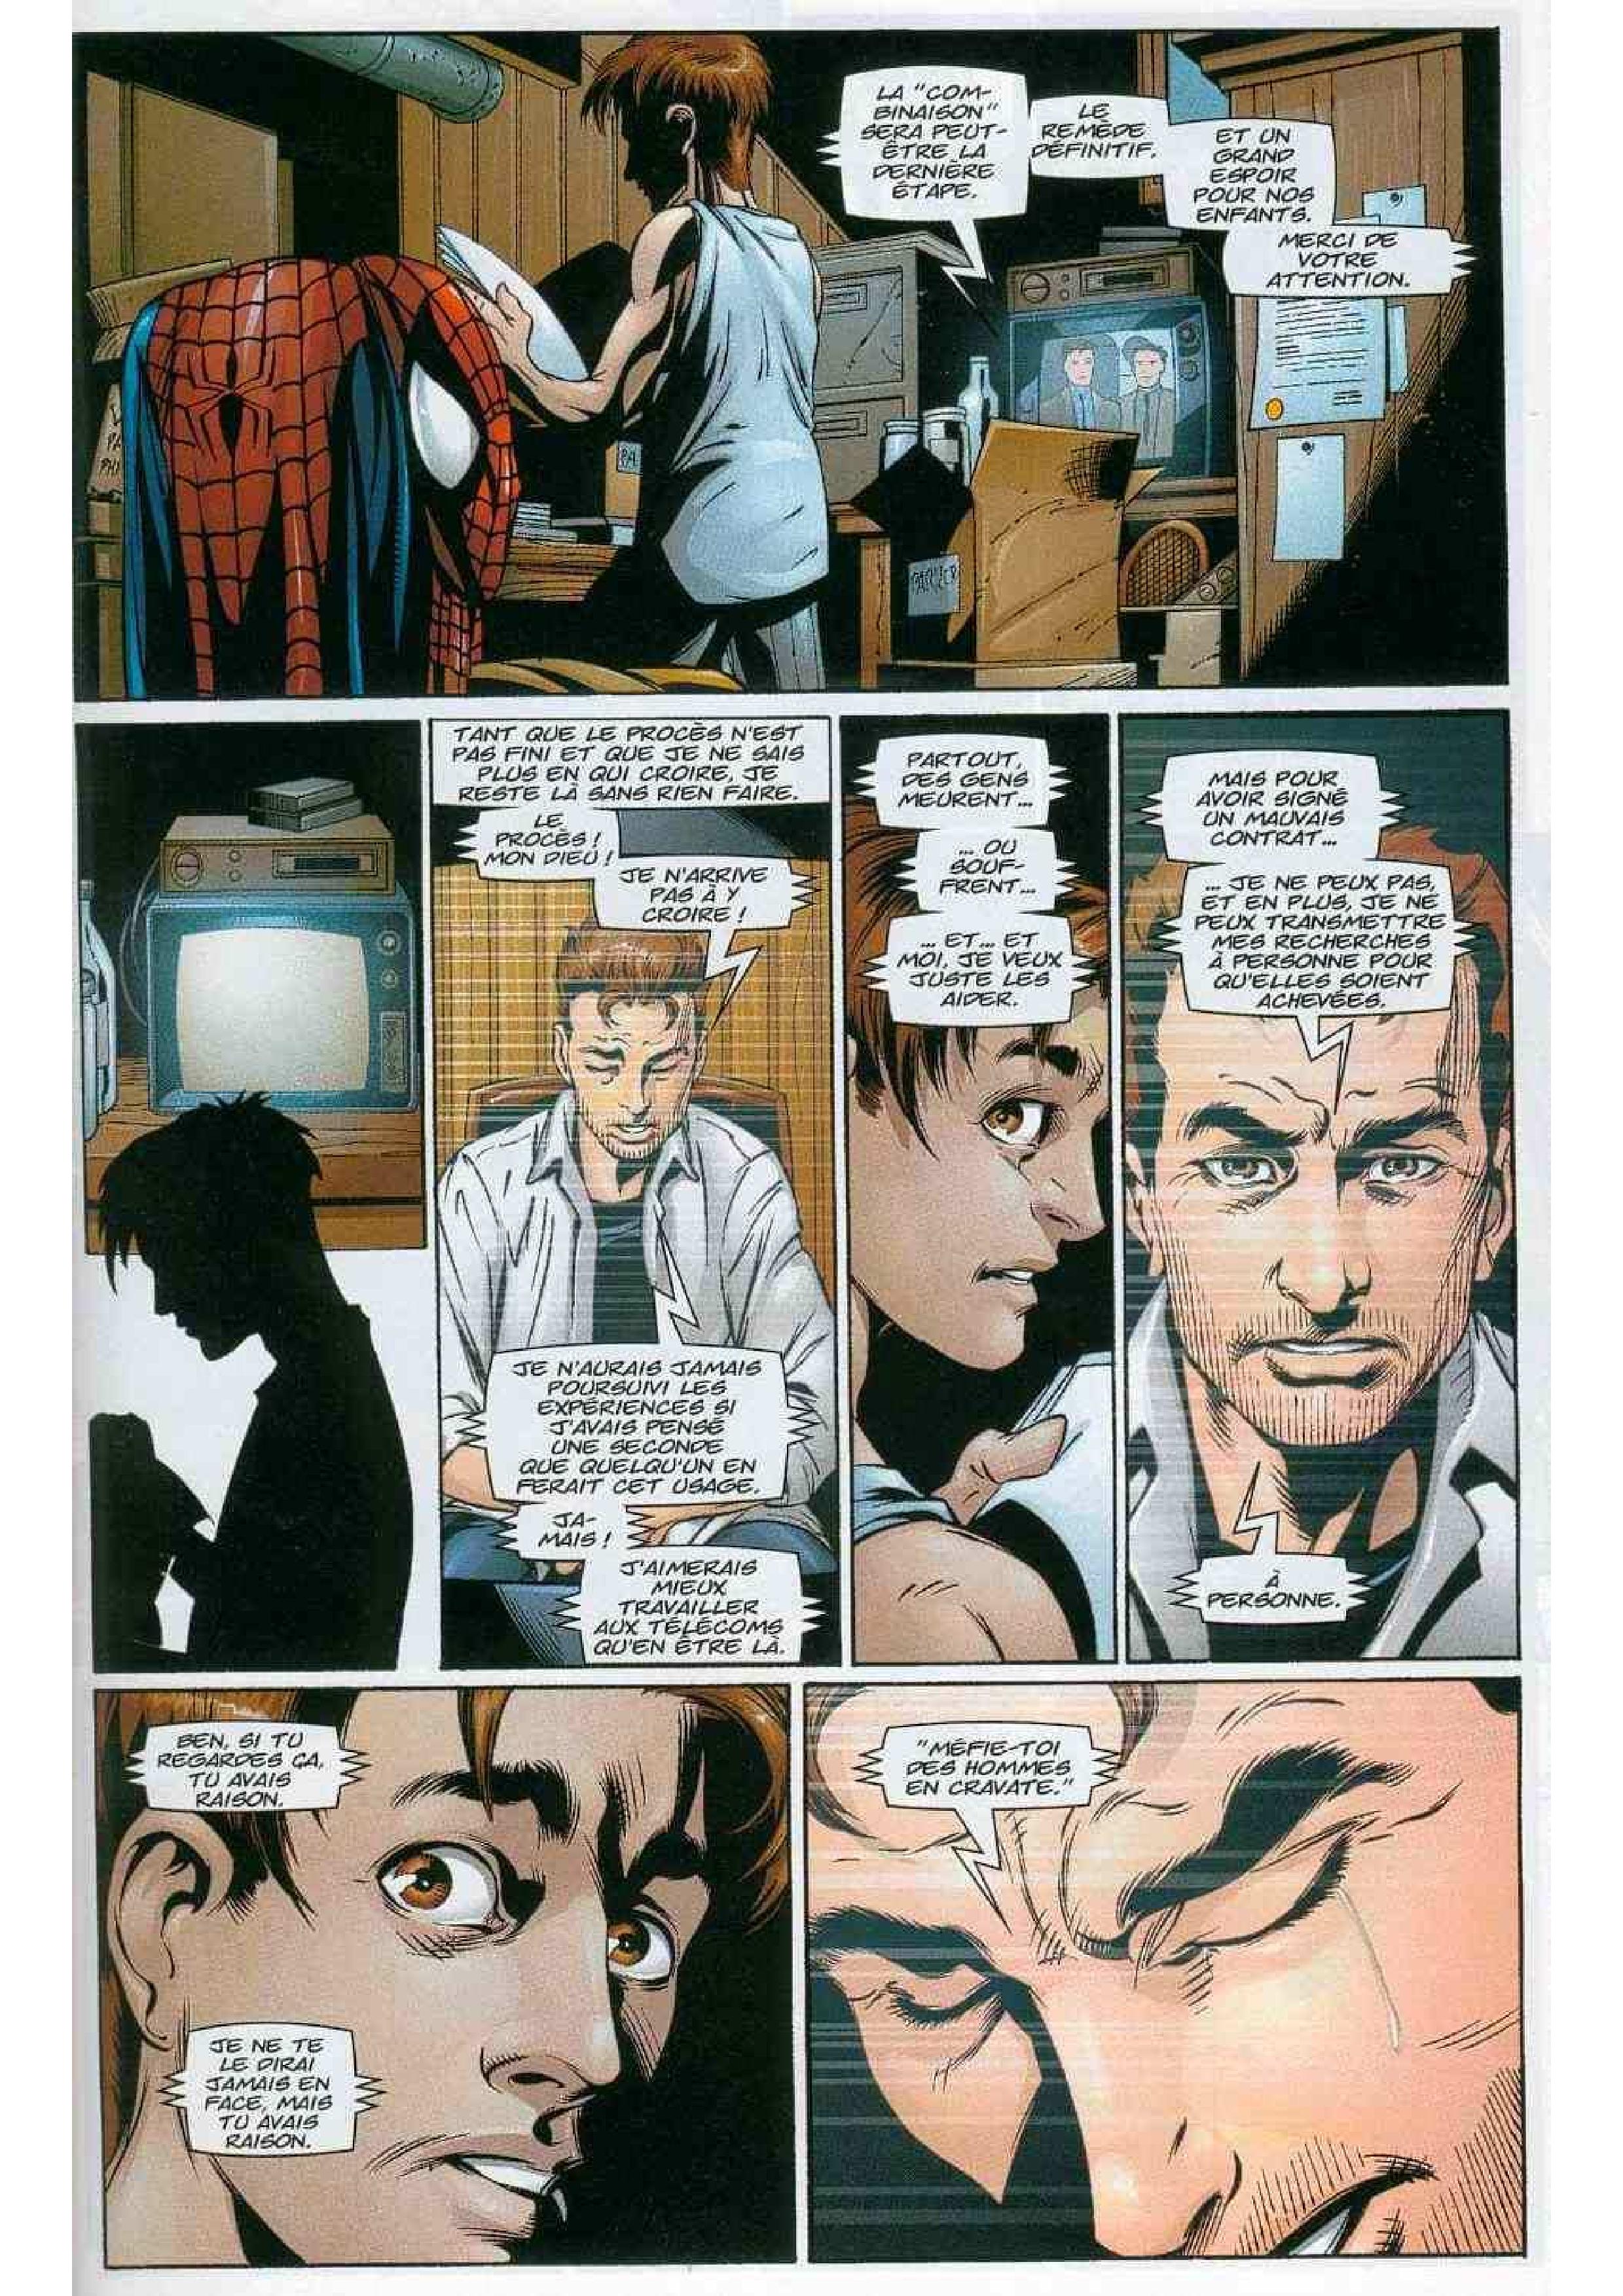 LA "COM-
BINAISON"
SERA PEUT-
ÊTRE LA
DERNIÈRE
ÉTAPE.
LE
REMÈDE
DÉFINITIF.
ET UN
GRAND
ESPOIR
POUR NOS
ENFANTS.
MERCI DE
VOTRE
ATTENTION.
PA
PARKER
TANT QUE LE PROCÈS N'EST
PAS FINI ET QUE JE NE SAIS
PLUS EN QUI CROIRE, JE
RESTE LÀ SANS RIEN FAIRE.
LE
PROCÈS !
MON DIEU !
JE N'ARRIVE
PAS À Y
CROIRE !
JE N'AURAIS JAMAIS
POURSUIVI LES
EXPÉRIENCES SI
J'AVAIS PENSÉ
UNE SECONDE
QUE QUELQU'UN EN
FERAIT CET USAGE.
JA-
MAIS !
J'AIMERAIS
MIEUX
TRAVAILLER
AUX TÉLÉCOMS
QU'EN ÊTRE LÀ.
PARTOUT,
DES GENS
MEURENT...
... OU
SOUF-
FRENT...
... ET... ET
MOI, JE VEUX
JUSTE LES
AIDER.
MAIS POUR
AVOIR SIGNÉ
UN MAUVAIS
CONTRAT...
... JE NE PEUX PAS,
ET EN PLUS, JE NE
PEUX TRANSMETTRE
MES RECHERCHES
À PERSONNE POUR
QU'ELLES SOIENT
ACHEVÉES.
À
PERSONNE.
BEN, SI TU
REGARDES ÇA,
TU AVAIS
RAISON.
JE NE TE
LE DIRAI
JAMAIS EN
FACE, MAIS
TU AVAIS
RAISON.
"MÉFIE-TOI
DES HOMMES
EN CRAVATE."